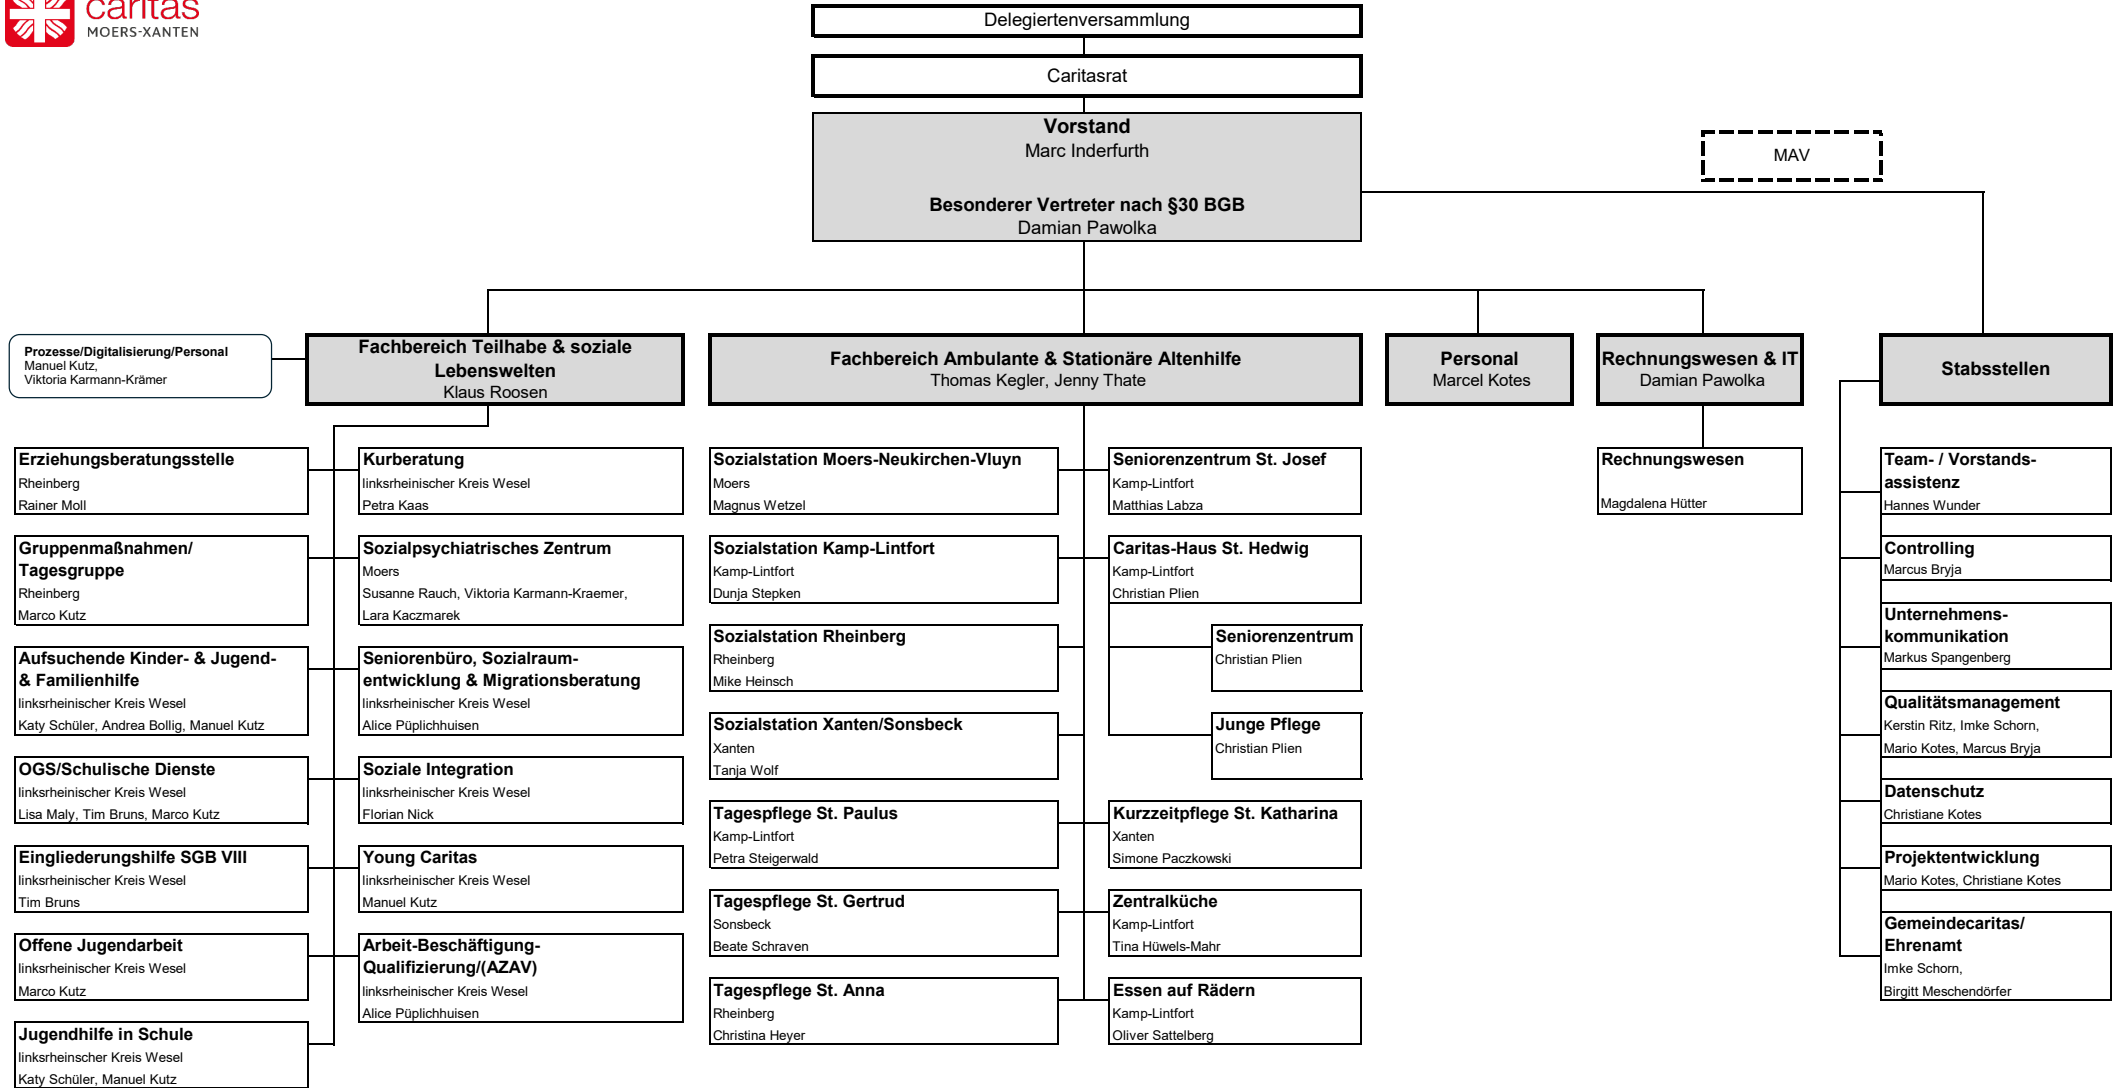 caritas
MOERS-XANTEN
Delegiertenversammlung
Caritasrat
Vorstand
Marc Inderfurth
Besonderer Vertreter nach §30 BGB
Damian Pawolka
MAV
Prozesse/Digitalisierung/Personal
Manuel Kutz,
Viktoria Karmann-Krämer
Fachbereich Teilhabe & soziale
Lebenswelten
Klaus Roosen
Fachbereich Ambulante & Stationäre Altenhilfe
Thomas Kegler, Jenny Thate
Personal
Marcel Kotes
Rechnungswesen & IT
Damian Pawolka
Stabsstellen
Erziehungsberatungsstelle
Rheinberg
Rainer Moll
Gruppenmaßnahmen/
Tagesgruppe
Rheinberg
Marco Kutz
Aufsuchende Kinder- & Jugend-
& Familienhilfe
linksrheinischer Kreis Wesel
Katy Schüler, Andrea Bollig, Manuel Kutz
OGS/Schulische Dienste
linksrheinischer Kreis Wesel
Lisa Maly, Tim Bruns, Marco Kutz
Eingliederungshilfe SGB VIII
linksrheinischer Kreis Wesel
Tim Bruns
Offene Jugendarbeit
linksrheinischer Kreis Wesel
Marco Kutz
Jugendhilfe in Schule
linksrheinscher Kreis Wesel
Katy Schüler, Manuel Kutz
Kurberatung
linksrheinischer Kreis Wesel
Petra Kaas
Sozialpsychiatrisches Zentrum
Moers
Susanne Rauch, Viktoria Karmann-Kraemer,
Lara Kaczmarek
Seniorenbüro, Sozialraum-
entwicklung & Migrationsberatung
linksrheinischer Kreis Wesel
Alice Püplichhuisen
Soziale Integration
linksrheinischer Kreis Wesel
Florian Nick
Young Caritas
linksrheinischer Kreis Wesel
Manuel Kutz
Arbeit-Beschäftigung-
Qualifizierung/(AZAV)
linksrheinischer Kreis Wesel
Alice Püplichhuisen
Sozialstation Moers-Neukirchen-Vluyn
Moers
Magnus Wetzel
Sozialstation Kamp-Lintfort
Kamp-Lintfort
Dunja Stepken
Sozialstation Rheinberg
Rheinberg
Mike Heinsch
Sozialstation Xanten/Sonsbeck
Xanten
Tanja Wolf
Tagespflege St. Paulus
Kamp-Lintfort
Petra Steigerwald
Tagespflege St. Gertrud
Sonsbeck
Beate Schraven
Tagespflege St. Anna
Rheinberg
Christina Heyer
Seniorenzentrum St. Josef
Kamp-Lintfort
Matthias Labza
Caritas-Haus St. Hedwig
Kamp-Lintfort
Christian Plien
Seniorenzentrum
Christian Plien
Junge Pflege
Christian Plien
Kurzzeitpflege St. Katharina
Xanten
Simone Paczkowski
Zentralküche
Kamp-Lintfort
Tina Hüwels-Mahr
Essen auf Rädern
Kamp-Lintfort
Oliver Sattelberg
Rechnungswesen
Magdalena Hütter
Team- / Vorstands-
assistenz
Hannes Wunder
Controlling
Marcus Bryja
Unternehmens-
kommunikation
Markus Spangenberg
Qualitätsmanagement
Kerstin Ritz, Imke Schorn,
Mario Kotes, Marcus Bryja
Datenschutz
Christiane Kotes
Projektentwicklung
Mario Kotes, Christiane Kotes
Gemeindecaritas/
Ehrenamt
Imke Schorn,
Birgitt Meschendörfer